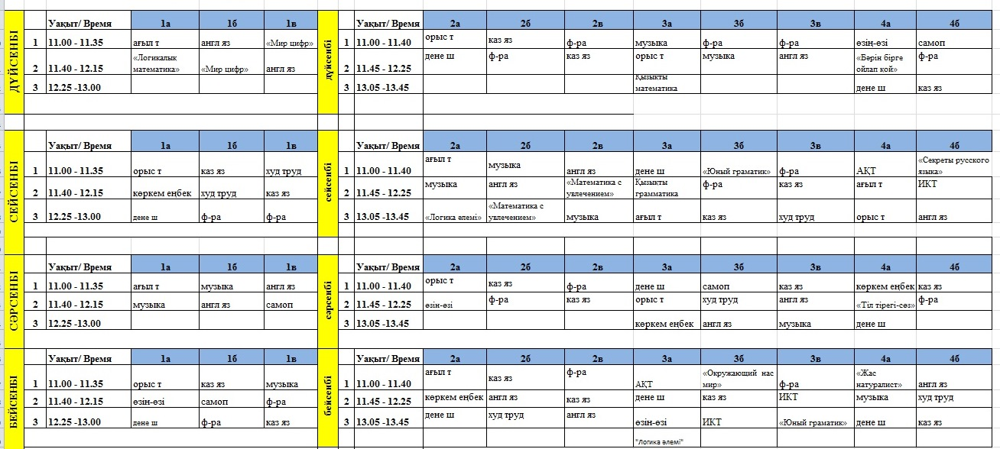 ДҮЙСЕНБІ
Уақыт/ Время 1а 1б 1в
1 11.00 - 11.35 ағыл т англ яз «Мир цифр»
2 11.40 - 12.15 «Логикалык математика» «Мир цифр» англ яз
3 12.25 -13.00
дүйсенбі
Уақыт/ Время 2а 2б 2в 3а 3б 3в 4а 4б
1 11.00 - 11.40 орыс т каз яз ф-ра музыка ф-ра ф-ра өзін-өзі самоп
2 11.45 - 12.25 дене ш ф-ра каз яз орыс т музыка англ яз «Бәрін бірге ойлап қой» ф-ра
3 13.05 -13.45 Қызықты математика дене ш каз яз
СЕЙСЕНБІ
Уақыт/ Время 1а 1б 1в
1 11.00 - 11.35 орыс т каз яз худ труд
2 11.40 - 12.15 көркем еңбек худ труд каз яз
3 12.25 -13.00 дене ш ф-ра ф-ра
сейсенбі
Уақыт/ Время 2а 2б 2в 3а 3б 3в 4а 4б
1 11.00 - 11.40 ағыл т музыка англ яз дене ш «Юный граматик» ф-ра АҚТ «Секреты русского языка»
2 11.45 - 12.25 музыка англ яз «Математика с увлечением» Қызықты грамматика ф-ра каз яз ағыл т ИКТ
3 13.05 -13.45 «Логика әлемі» «Математика с увлечением» музыка ағыл т каз яз худ труд орыс т англ яз
СӘРСЕНБІ
Уақыт/ Время 1а 1б 1в
1 11.00 - 11.35 ағыл т музыка англ яз
2 11.40 - 12.15 музыка англ яз самоп
3 12.25 -13.00
сәрсенбі
Уақыт/ Время 2а 2б 2в 3а 3б 3в 4а 4б
1 11.00 - 11.40 орыс т каз яз ф-ра дене ш самоп каз яз көркем еңбек каз яз
2 11.45 - 12.25 өзін-өзі ф-ра каз яз орыс т худ труд англ яз «Тіл тірегі-сөз» ф-ра
3 13.05 -13.45 көркем еңбек англ яз музыка дене ш
БЕЙСЕНБІ
Уақыт/ Время 1а 1б 1в
1 11.00 - 11.35 орыс т каз яз музыка
2 11.40 - 12.15 өзін-өзі самоп ф-ра
3 12.25 -13.00 дене ш ф-ра каз яз
бейсенбі
Уақыт/ Время 2а 2б 2в 3а 3б 3в 4а 4б
1 11.00 - 11.40 ағыл т каз яз ф-ра АҚТ «Окружающий нас мир» ф-ра «Жас натуралист» англ яз
2 11.45 - 12.25 көркем еңбек англ яз каз яз дене ш каз яз ИКТ музыка худ труд
3 13.05 -13.45 дене ш худ труд англ яз өзін-өзі ИКТ «Юный граматик» дене ш каз яз
"Логика әлемі"